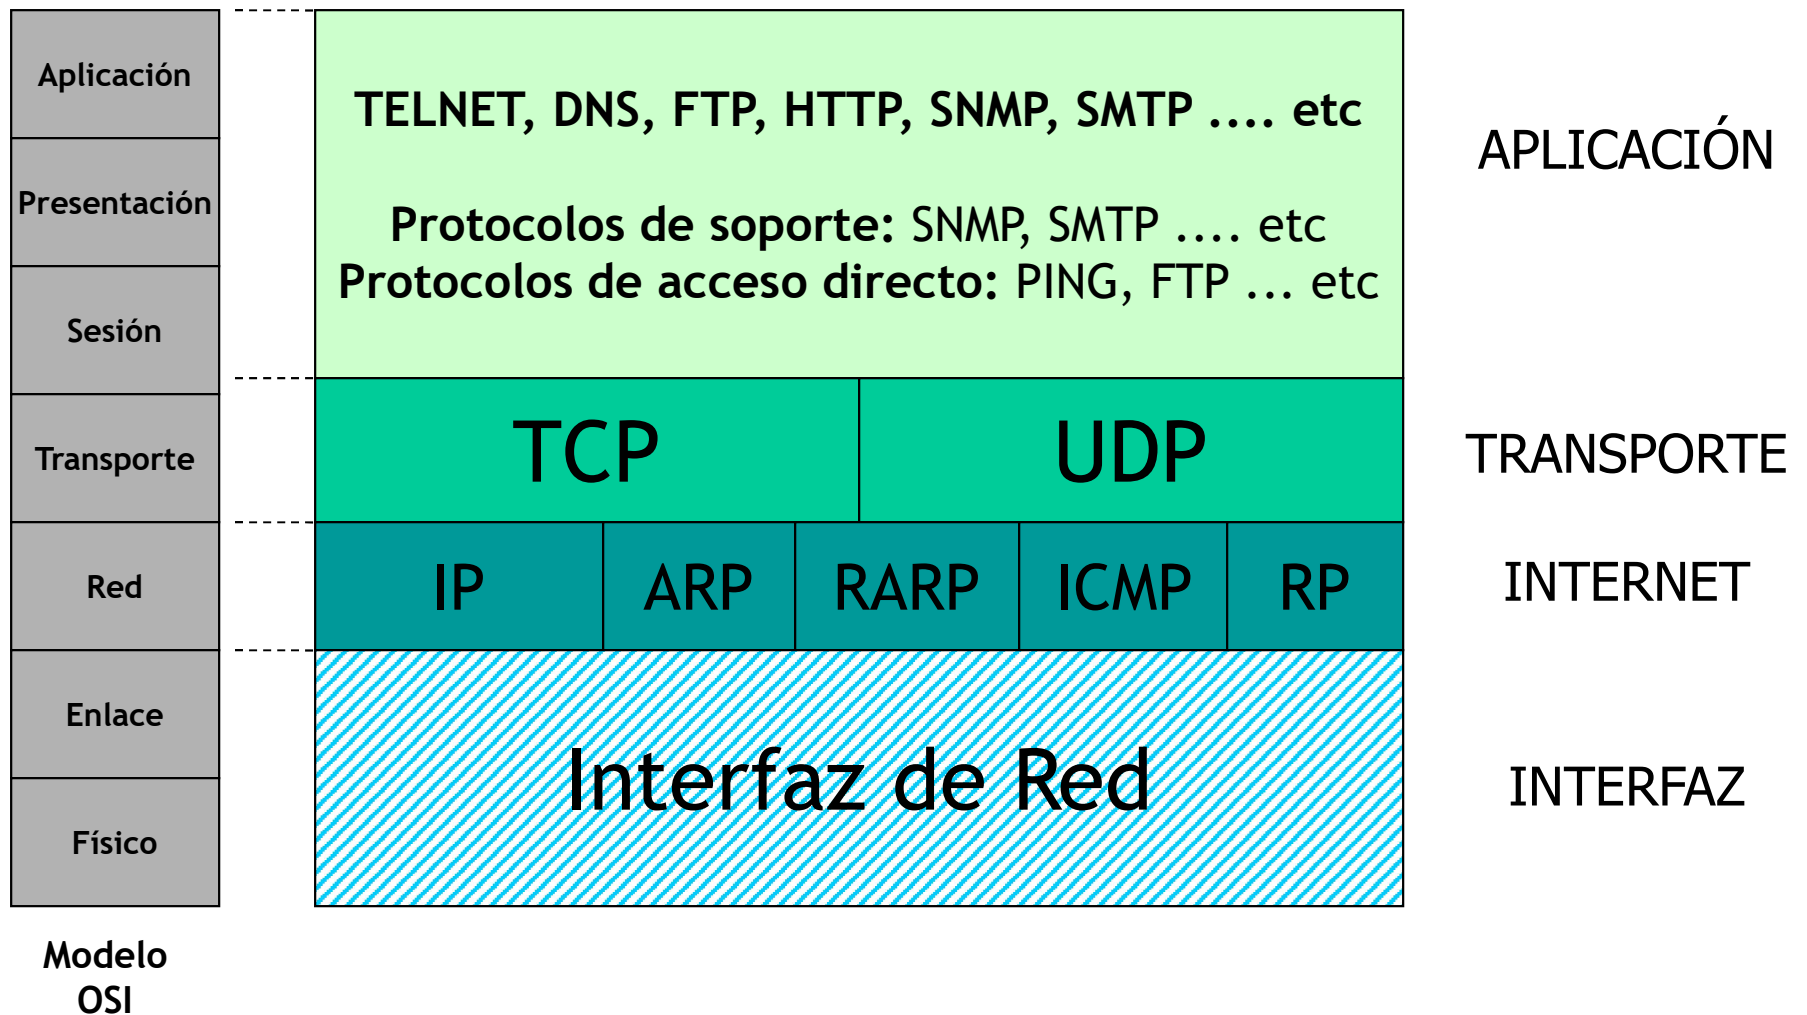 Aplicación
Presentación
Sesión
Transporte
Red
Enlace
Físico
Modelo
OSI
TELNET, DNS, FTP, HTTP, SNMP, SMTP .... etc
Protocolos de soporte: SNMP, SMTP .... etc
Protocolos de acceso directo: PING, FTP ... etc
TCP
UDP
IP
ARP
RARP
ICMP
RP
Interfaz de Red
APLICACIÓN
TRANSPORTE
INTERNET
INTERFAZ